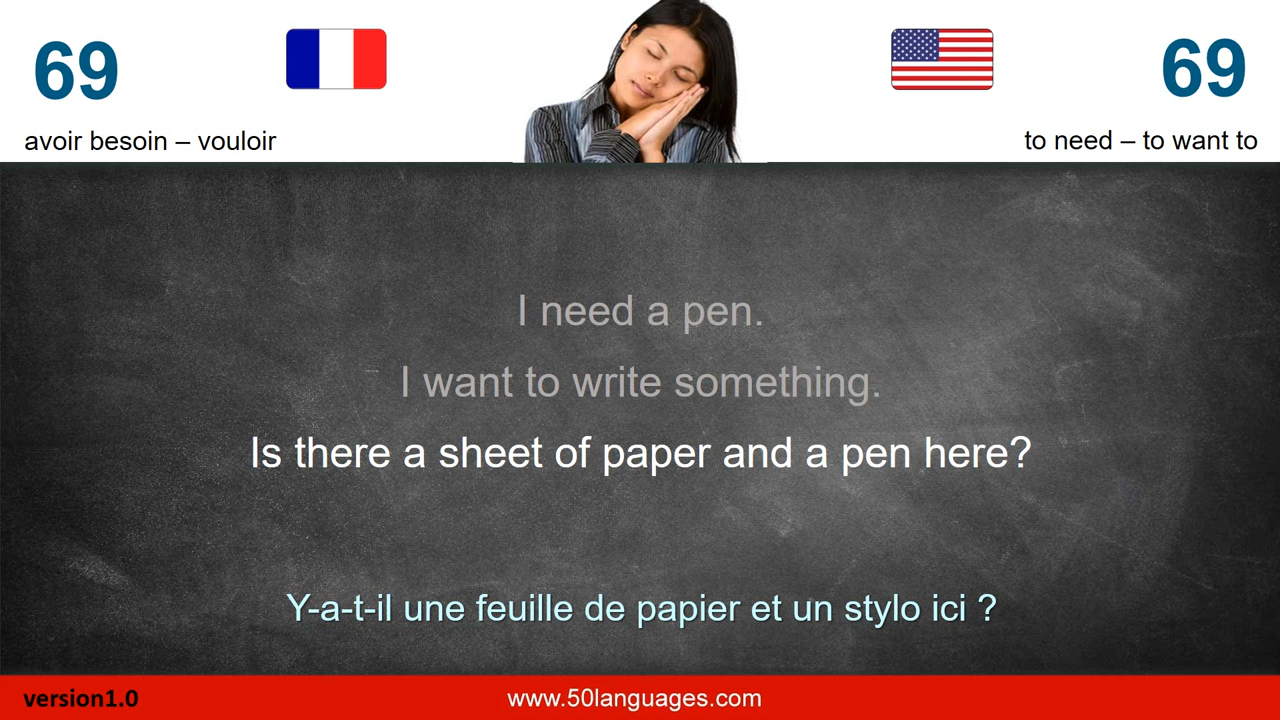 69
69
avoir besoin – vouloir
to need – to want to
I need a pen.
I want to write something.
Is there a sheet of paper and a pen here?
Y-a-t-il une feuille de papier et un stylo ici ?
version1.0
www.50languages.com